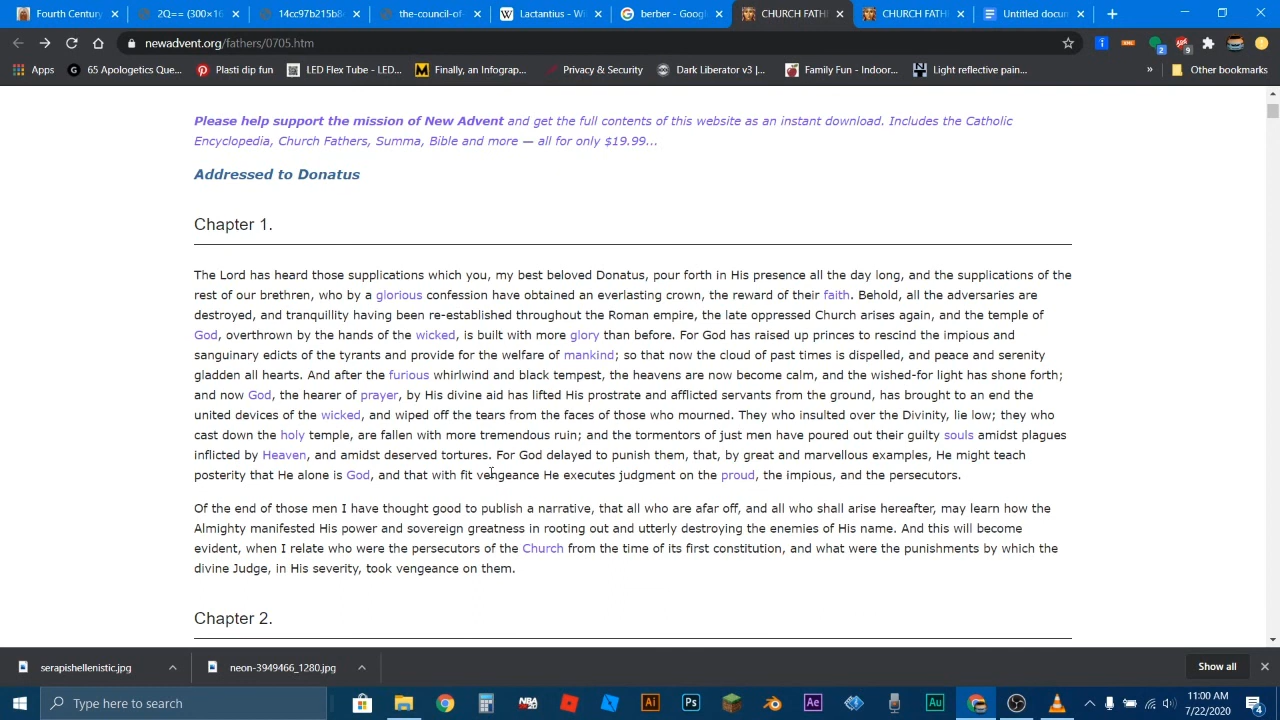 Fourth Century
2Q== (300×16
14cc97b215b8
the-council-of
Lactantius - Wi
berber - Googl
CHURCH FATH
CHURCH FATH
Untitled docum
newadvent.org/fathers/0705.htm
Apps
65 Apologetics Que...
Plasti dip fun
LED Flex Tube - LED...
Finally, an Infograp...
Privacy & Security
Dark Liberator v3 |...
Family Fun - Indoor...
Light reflective pain...
Other bookmarks
Please help support the mission of New Advent and get the full contents of this website as an instant download. Includes the Catholic
Encyclopedia, Church Fathers, Summa, Bible and more — all for only $19.99...
Addressed to Donatus
Chapter 1.
The Lord has heard those supplications which you, my best beloved Donatus, pour forth in His presence all the day long, and the supplications of the
rest of our brethren, who by a glorious confession have obtained an everlasting crown, the reward of their faith. Behold, all the adversaries are
destroyed, and tranquillity having been re-established throughout the Roman empire, the late oppressed Church arises again, and the temple of
God, overthrown by the hands of the wicked, is built with more glory than before. For God has raised up princes to rescind the impious and
sanguinary edicts of the tyrants and provide for the welfare of mankind; so that now the cloud of past times is dispelled, and peace and serenity
gladden all hearts. And after the furious whirlwind and black tempest, the heavens are now become calm, and the wished-for light has shone forth;
and now God, the hearer of prayer, by His divine aid has lifted His prostrate and afflicted servants from the ground, has brought to an end the
united devices of the wicked, and wiped off the tears from the faces of those who mourned. They who insulted over the Divinity, lie low; they who
cast down the holy temple, are fallen with more tremendous ruin; and the tormentors of just men have poured out their guilty souls amidst plagues
inflicted by Heaven, and amidst deserved tortures. For God delayed to punish them, that, by great and marvellous examples, He might teach
posterity that He alone is God, and that with fit vengeance He executes judgment on the proud, the impious, and the persecutors.
Of the end of those men I have thought good to publish a narrative, that all who are afar off, and all who shall arise hereafter, may learn how the
Almighty manifested His power and sovereign greatness in rooting out and utterly destroying the enemies of His name. And this will become
evident, when I relate who were the persecutors of the Church from the time of its first constitution, and what were the punishments by which the
divine Judge, in His severity, took vengeance on them.
Chapter 2.
serapishellenistic.jpg
neon-3949466_1280.jpg
Show all
Type here to search
11:00 AM
7/22/2020